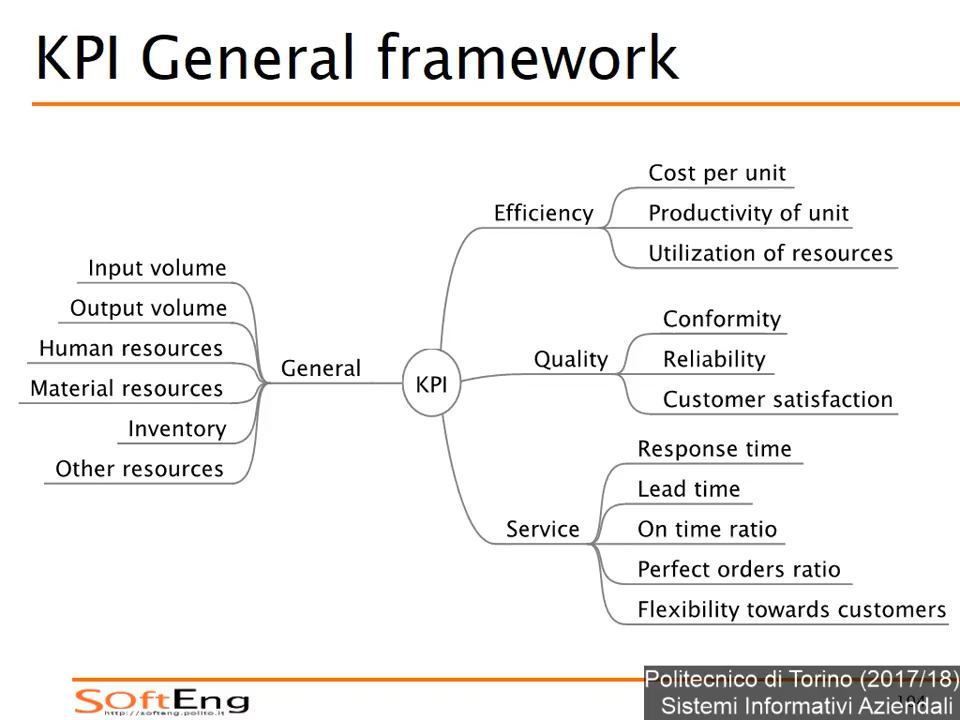 KPI General framework
Input volume
Output volume
Human resources
Material resources
Inventory
Other resources
General
KPI
Efficiency
Cost per unit
Productivity of unit
Utilization of resources
Quality
Conformity
Reliability
Customer satisfaction
Service
Response time
Lead time
On time ratio
Perfect orders ratio
Flexibility towards customers
SoftEng
http://softeng.polito.it
Politecnico di Torino (2017/18)
Sistemi Informativi Aziendali